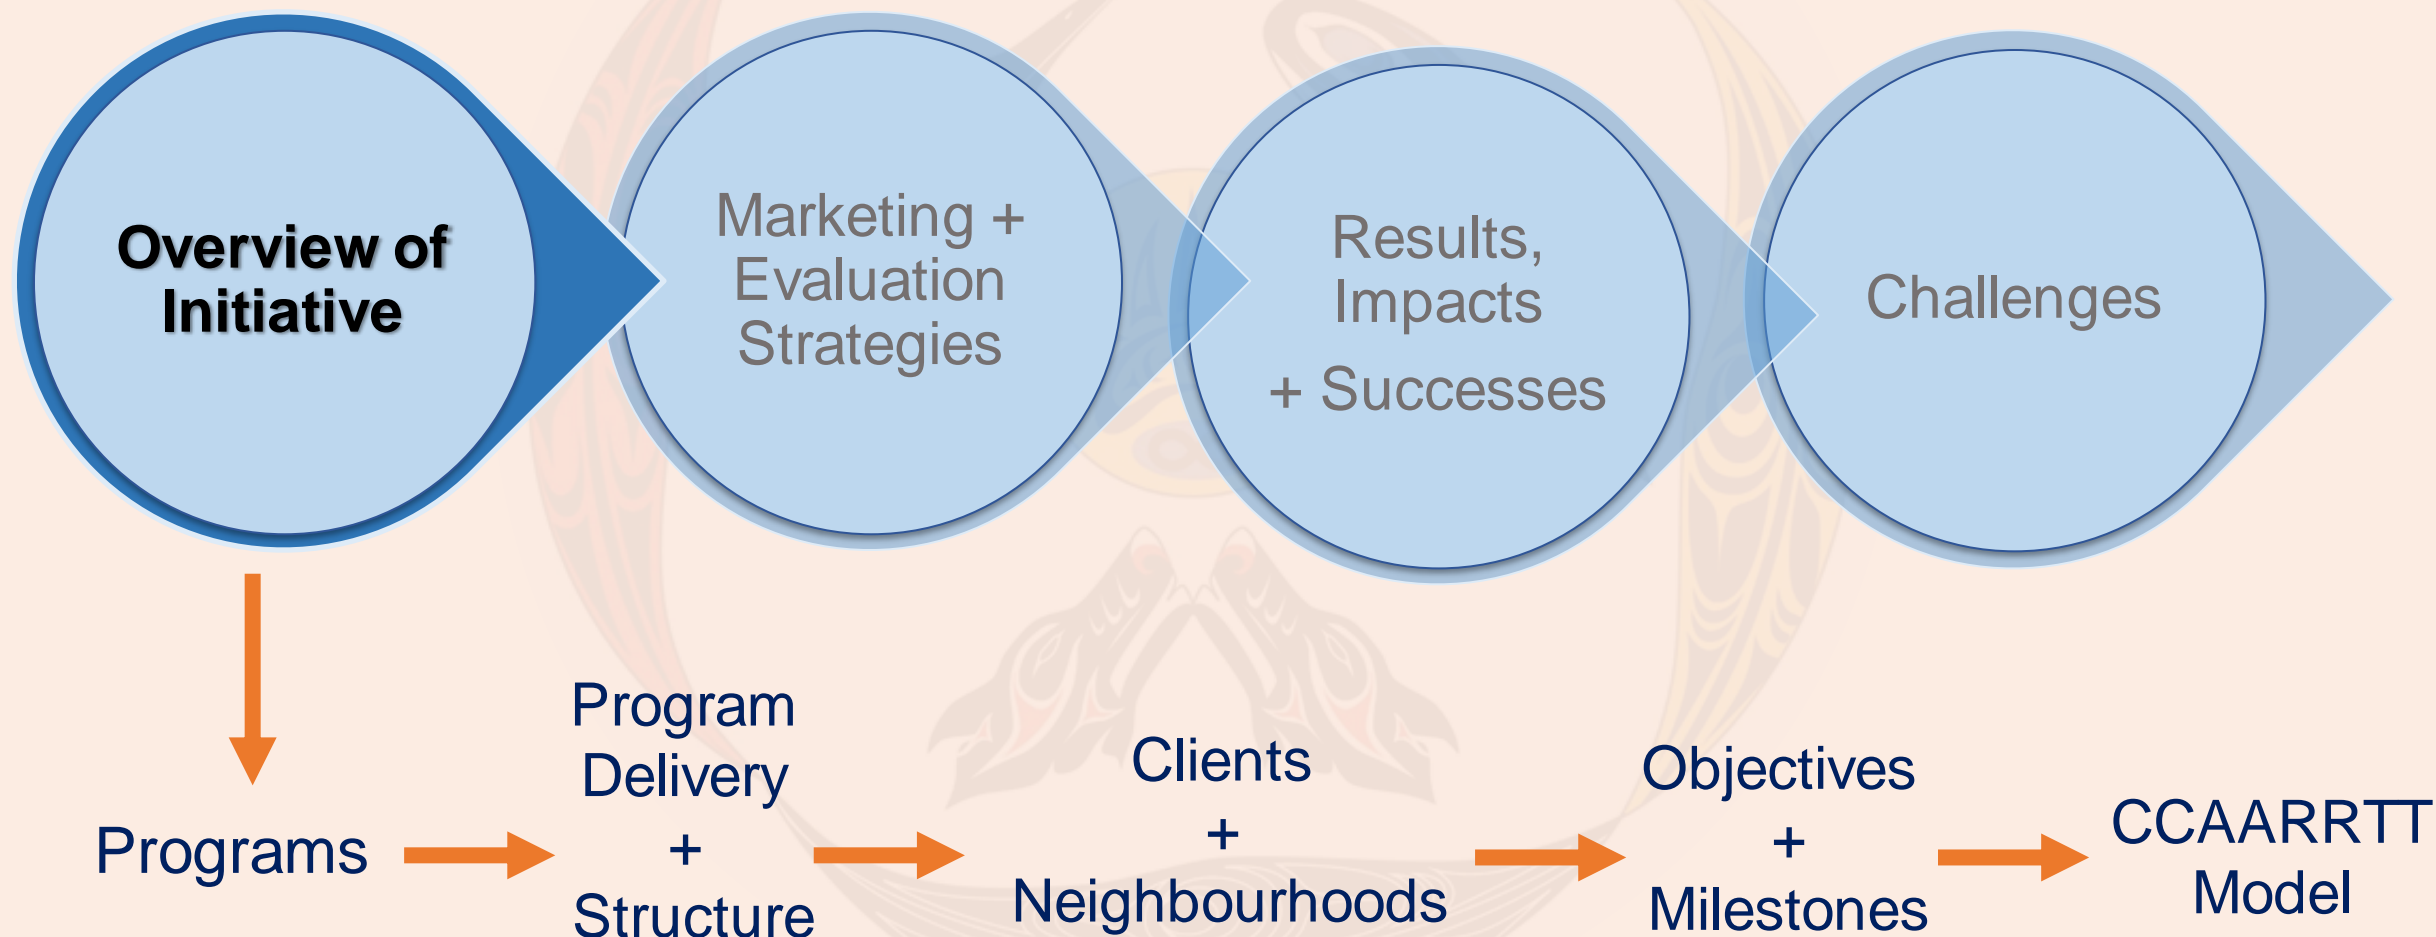 Overview of
Initiative
Marketing +
Evaluation
Strategies
Results,
Impacts
+ Successes
Challenges
Programs
Program
Delivery
+
Structure
Clients
+
Neighbourhoods
Objectives
+
Milestones
CCAARRTT
Model